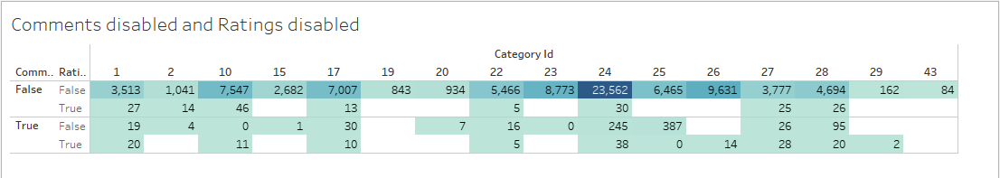 Comments disabled and Ratings disabled
Category Id
Comm.. Rati.. 1 2 10 15 17 19 20 22 23 24 25 26 27 28 29 43
False False 3,513 1,041 7,547 2,682 7,007 843 934 5,466 8,773 23,562 6,465 9,631 3,777 4,694 162 84
True 27 14 46 13 5 30 25 26
True False 19 4 0 1 30 7 16 0 245 387 26 95
True 20 11 10 5 38 0 14 28 20 2